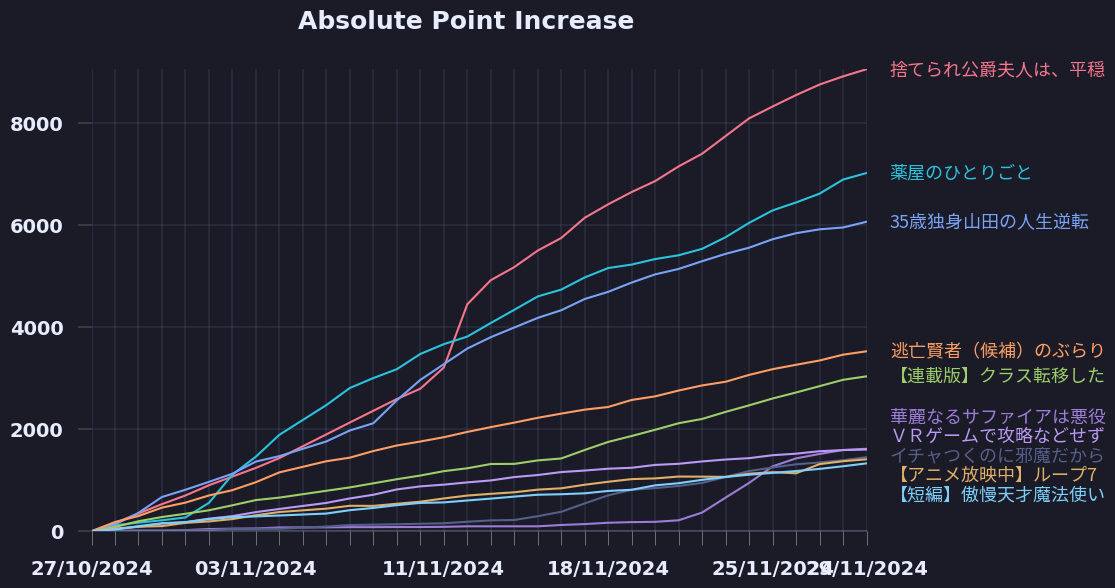 Absolute Point Increase
捨てられ公爵夫人は、平穏
8000
薬屋のひとりごと
6000
35歳独身山田の人生逆転
4000
逃亡賢者（候補）のぶらり
【連載版】クラス転移した
2000
華麗なるサファイアは悪役
ＶＲゲームで攻略などせず
イチャつくのに邪魔だから
【アニメ放映中】ループ7
【短編】傲慢天才魔法使い
0
27/10/2024 03/11/2024 11/11/2024 18/11/2024 25/11/2024 29/11/2024